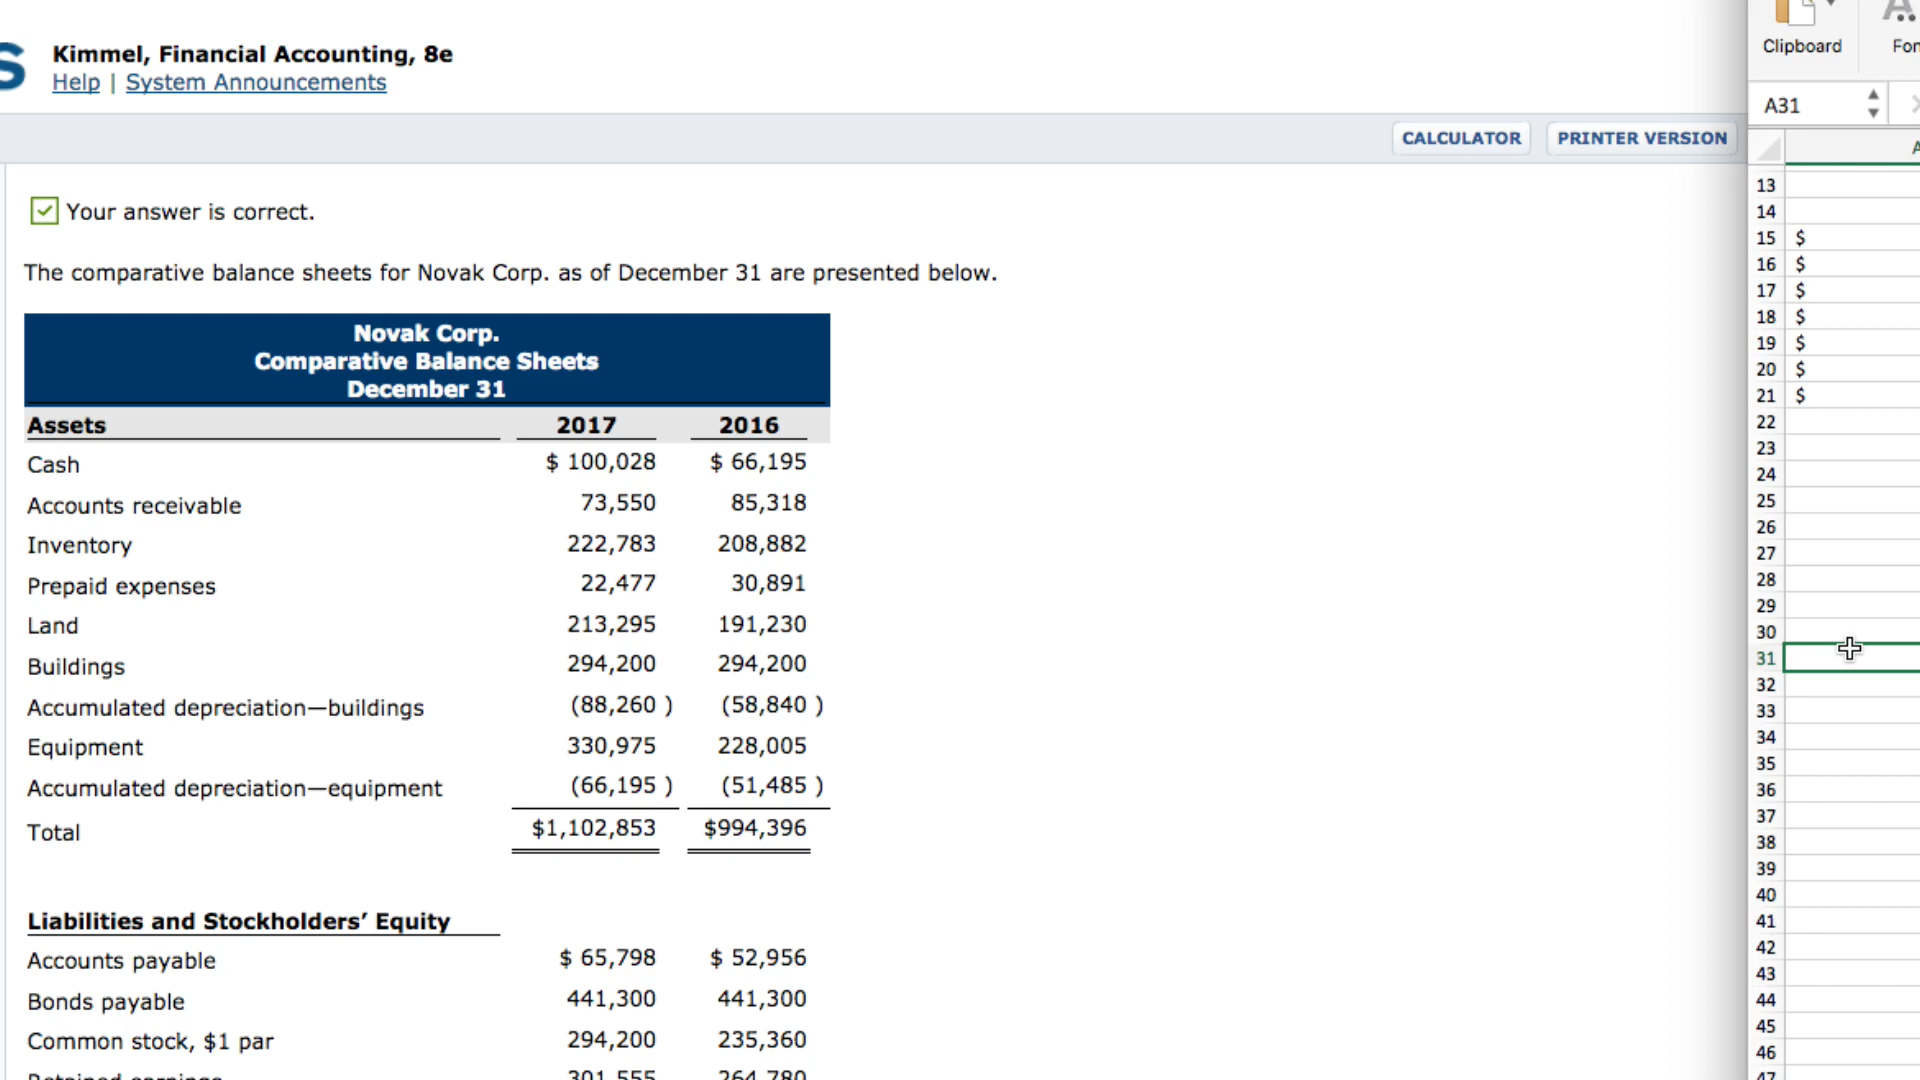 S
Kimmel, Financial Accounting, 8e
Help | System Announcements
CALCULATOR PRINTER VERSION
Your answer is correct.
The comparative balance sheets for Novak Corp. as of December 31 are presented below.
Novak Corp.
Comparative Balance Sheets
December 31
Assets 2017 2016
Cash $ 100,028 $ 66,195
Accounts receivable 73,550 85,318
Inventory 222,783 208,882
Prepaid expenses 22,477 30,891
Land 213,295 191,230
Buildings 294,200 294,200
Accumulated depreciation—buildings (88,260 ) (58,840 )
Equipment 330,975 228,005
Accumulated depreciation—equipment (66,195 ) (51,485 )
Total $1,102,853 $994,396
Liabilities and Stockholders’ Equity
Accounts payable $ 65,798 $ 52,956
Bonds payable 441,300 441,300
Common stock, $1 par 294,200 235,360
Retained earnings 301,555 264,780
Clipboard Fon
A31
A
13
14
15 $
16 $
17 $
18 $
19 $
20 $
21 $
22
23
24
25
26
27
28
29
30
31
32
33
34
35
36
37
38
39
40
41
42
43
44
45
46
47